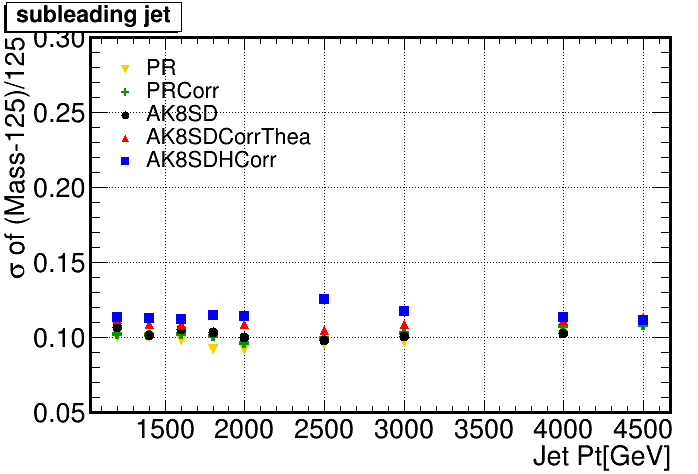 subleading jet
σ of (Mass-125)/125
0.30
0.25
0.20
0.15
0.10
0.05
PR
PRCorr
AK8SD
AK8SDCorrThea
AK8SDHCorr
1500 2000 2500 3000 3500 4000 4500
Jet Pt[GeV]